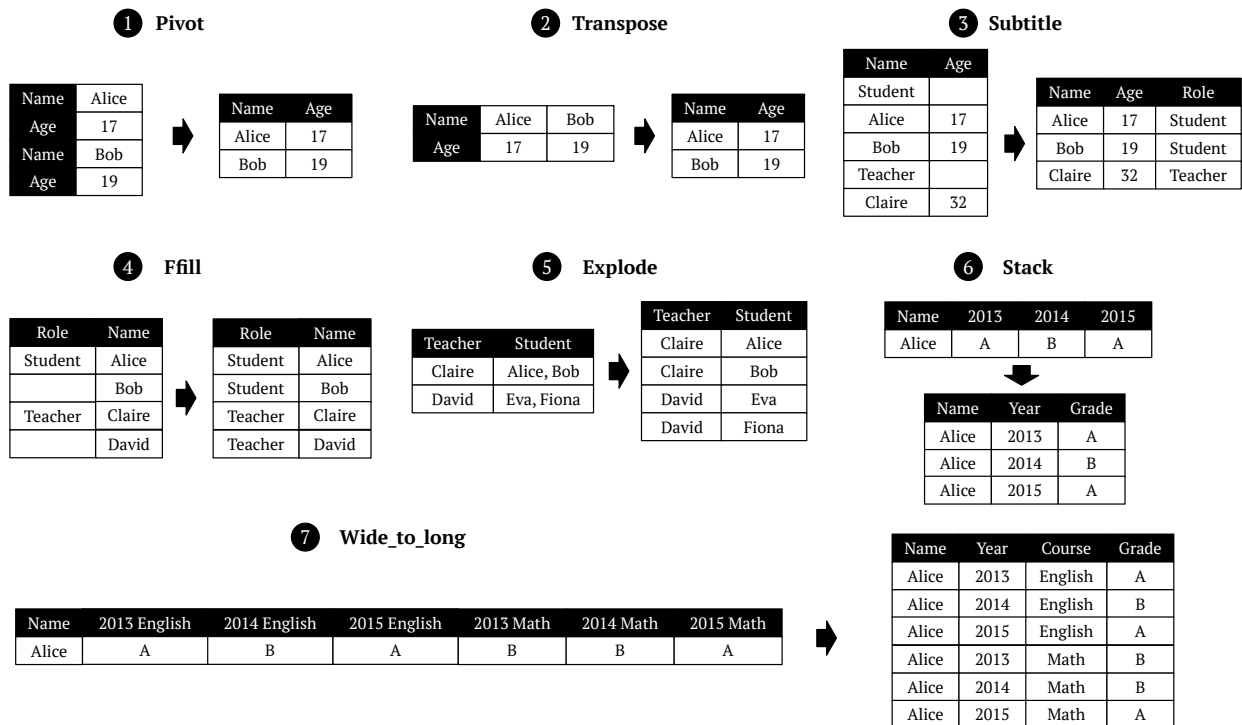 1 Pivot
Name Alice
Age 17
Name Bob
Age 19
Name Age
Alice 17
Bob 19
2 Transpose
Name Alice Bob
Age 17 19
Name Age
Alice 17
Bob 19
3 Subtitle
Name Age
Student
Alice 17
Bob 19
Teacher
Claire 32
Name Age Role
Alice 17 Student
Bob 19 Student
Claire 32 Teacher
4 Ffill
Role Name
Student Alice
Bob
Teacher Claire
David
Role Name
Student Alice
Student Bob
Teacher Claire
Teacher David
5 Explode
Teacher Student
Claire Alice, Bob
David Eva, Fiona
Teacher Student
Claire Alice
Claire Bob
David Eva
David Fiona
6 Stack
Name 2013 2014 2015
Alice A B A
Name Year Grade
Alice 2013 A
Alice 2014 B
Alice 2015 A
7 Wide_to_long
Name 2013 English 2014 English 2015 English 2013 Math 2014 Math 2015 Math
Alice A B A B B A
Name Year Course Grade
Alice 2013 English A
Alice 2014 English B
Alice 2015 English A
Alice 2013 Math B
Alice 2014 Math B
Alice 2015 Math A